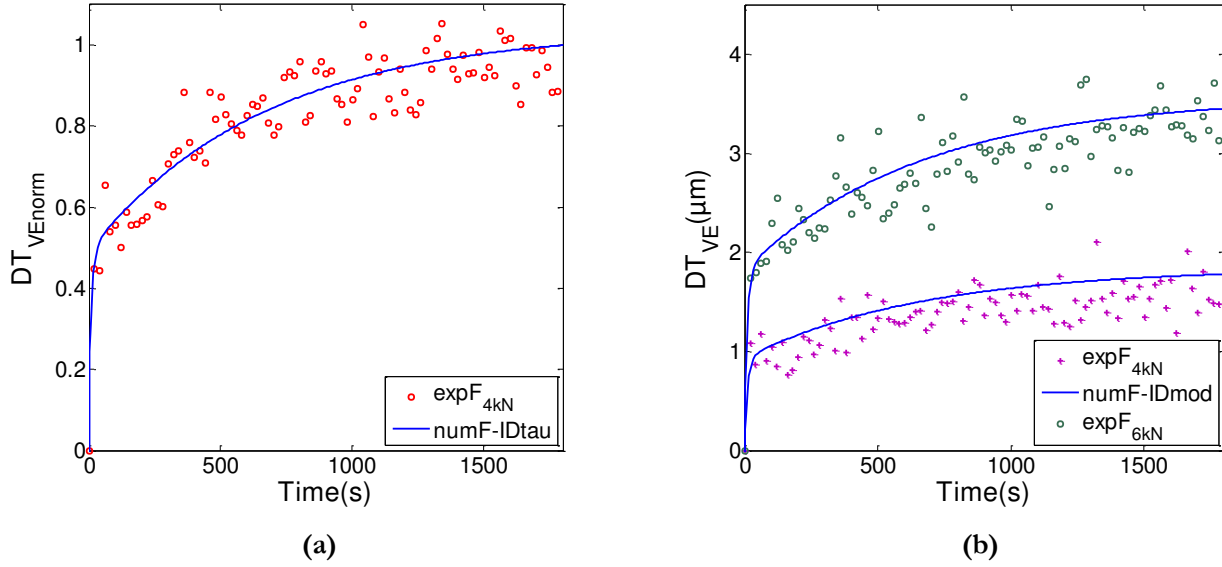 DT_VEnorm
1
0.8
0.6
0.4
0.2
0
0 500 1000 1500
Time(s)
expF_4kN
numF-IDtau
(a)
DT_VE(µm)
4
3
2
1
0
0 500 1000 1500
Time(s)
expF_4kN
numF-IDmod
expF_6kN
(b)